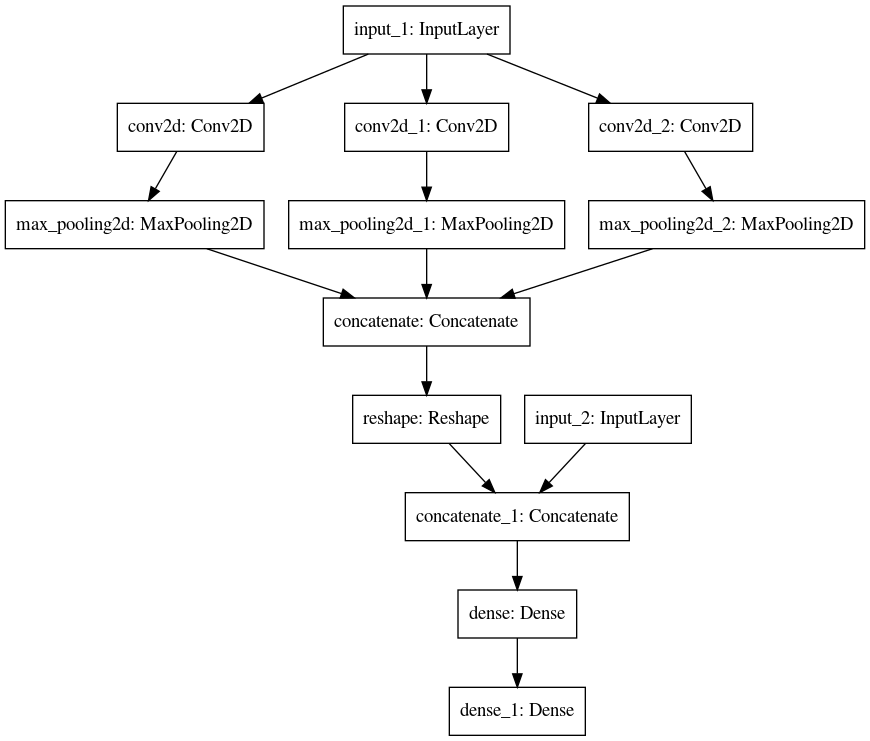 input_1: InputLayer
conv2d: Conv2D
conv2d_1: Conv2D
conv2d_2: Conv2D
max_pooling2d: MaxPooling2D
max_pooling2d_1: MaxPooling2D
max_pooling2d_2: MaxPooling2D
concatenate: Concatenate
reshape: Reshape
input_2: InputLayer
concatenate_1: Concatenate
dense: Dense
dense_1: Dense